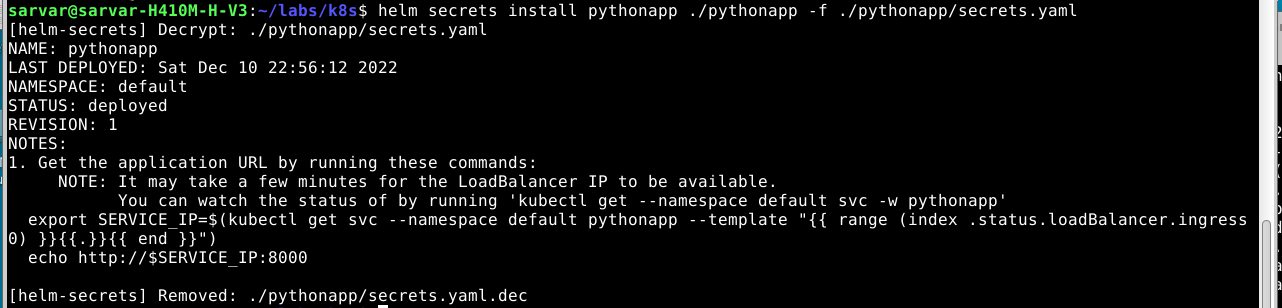 sarvar@sarvar-H410M-H-V3:~/labs/k8s$ helm secrets install pythonapp ./pythonapp -f ./pythonapp/secrets.yaml
[helm-secrets] Decrypt: ./pythonapp/secrets.yaml
NAME: pythonapp
LAST DEPLOYED: Sat Dec 10 22:56:12 2022
NAMESPACE: default
STATUS: deployed
REVISION: 1
NOTES:
1. Get the application URL by running these commands:
     NOTE: It may take a few minutes for the LoadBalancer IP to be available.
           You can watch the status of by running 'kubectl get --namespace default svc -w pythonapp'
  export SERVICE_IP=$(kubectl get svc --namespace default pythonapp --template "{{ range (index .status.loadBalancer.ingress
0) }}{{.}}{{ end }}")
  echo http://$SERVICE_IP:8000

[helm-secrets] Removed: ./pythonapp/secrets.yaml.dec